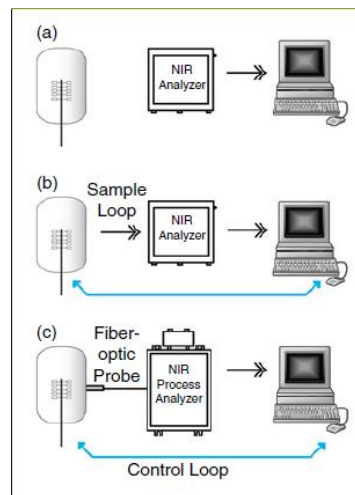 (a)
NIR
Analyzer
(b)
Sample
Loop
NIR
Analyzer
(c)
Fiber-
optic
Probe
NIR
Process
Analyzer
Control Loop